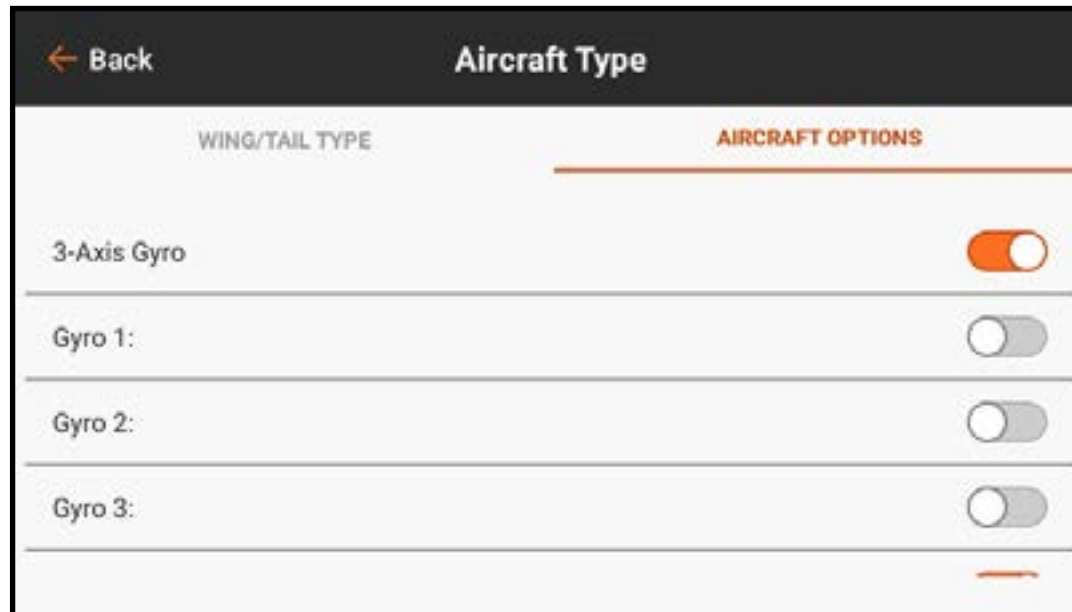 Back
Aircraft Type
WING/TAIL TYPE
AIRCRAFT OPTIONS
3-Axis Gyro
Gyro 1:
Gyro 2:
Gyro 3: